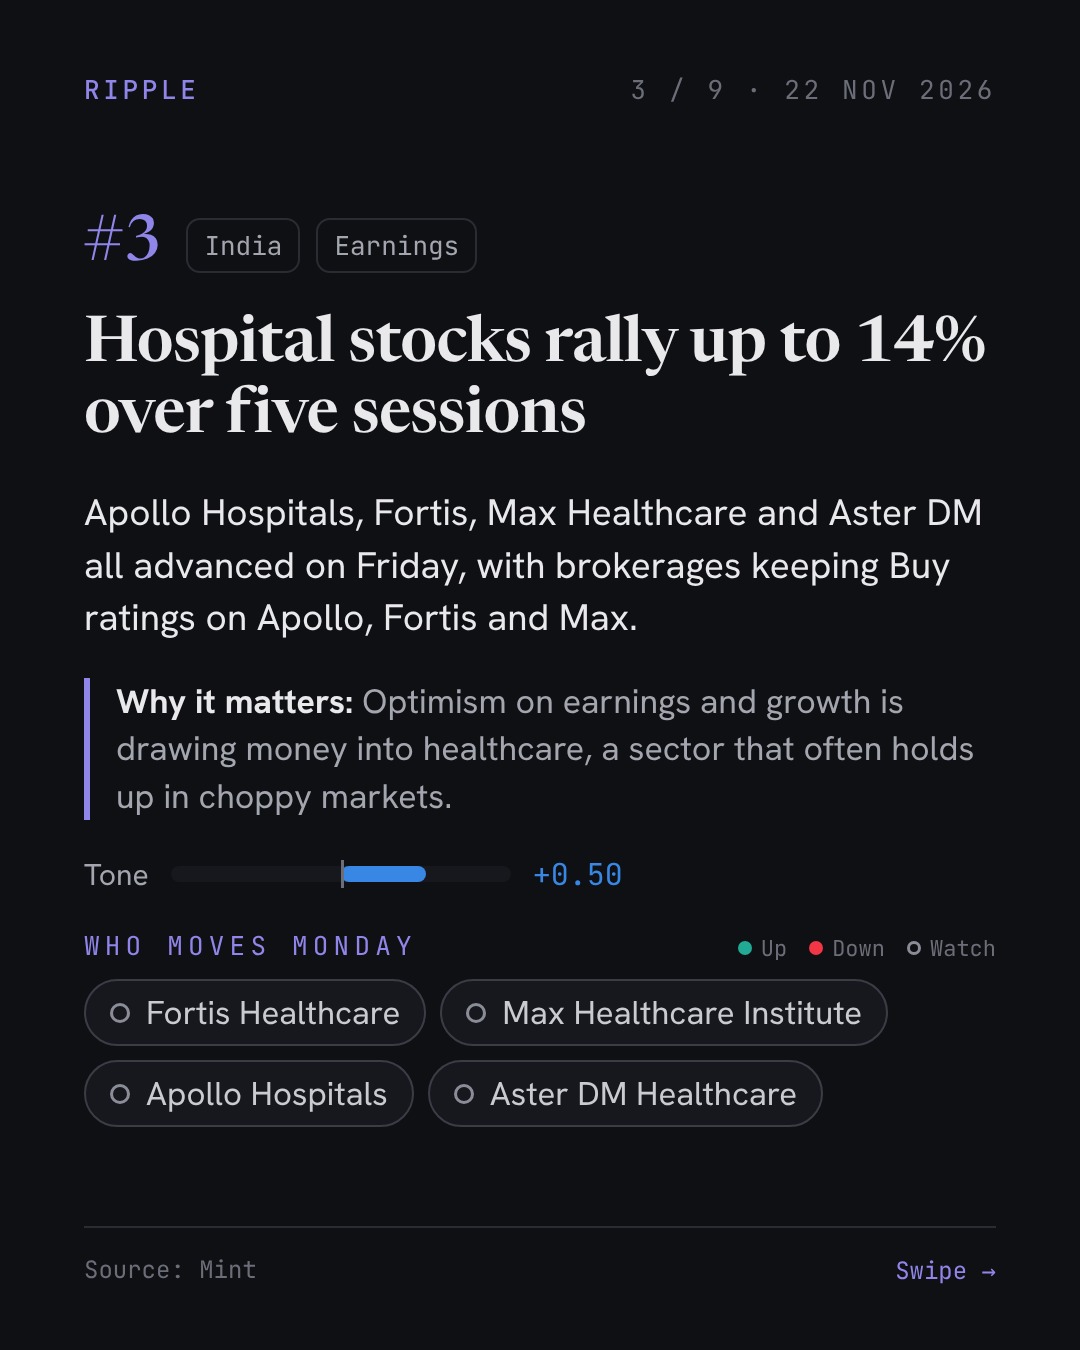 RIPPLE
3 / 9 · 22 NOV 2026
#3
India
Earnings
Hospital stocks rally up to 14%
over five sessions
Apollo Hospitals, Fortis, Max Healthcare and Aster DM
all advanced on Friday, with brokerages keeping Buy
ratings on Apollo, Fortis and Max.
Why it matters: Optimism on earnings and growth is
drawing money into healthcare, a sector that often holds
up in choppy markets.
Tone +0.50
WHO MOVES MONDAY
Up Down Watch
Fortis Healthcare
Max Healthcare Institute
Apollo Hospitals
Aster DM Healthcare
Source: Mint
Swipe →